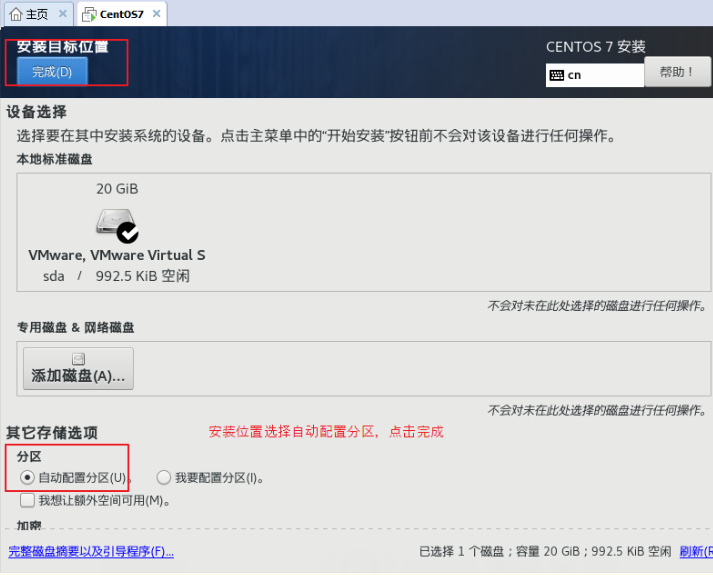 主页
CentOS7
安装目标位置
CENTOS 7 安装
完成(D)
cn
帮助！
设备选择
选择要在其中安装系统的设备。点击主菜单中的“开始安装”按钮前不会对该设备进行任何操作。
本地标准磁盘
20 GiB
VMware, VMware Virtual S
sda / 992.5 KiB 空闲
不会对未在此处选择的磁盘进行任何操作。
专用磁盘 & 网络磁盘
添加磁盘(A)...
不会对未在此处选择的磁盘进行任何操作。
其它存储选项
安装位置选择自动配置分区，点击完成
分区
自动配置分区(U)。 我要配置分区(I)。
我想让额外空间可用(M)。
加密
完整磁盘摘要以及引导程序(F)...
已选择 1 个磁盘；容量 20 GiB；992.5 KiB 空闲 刷新(R